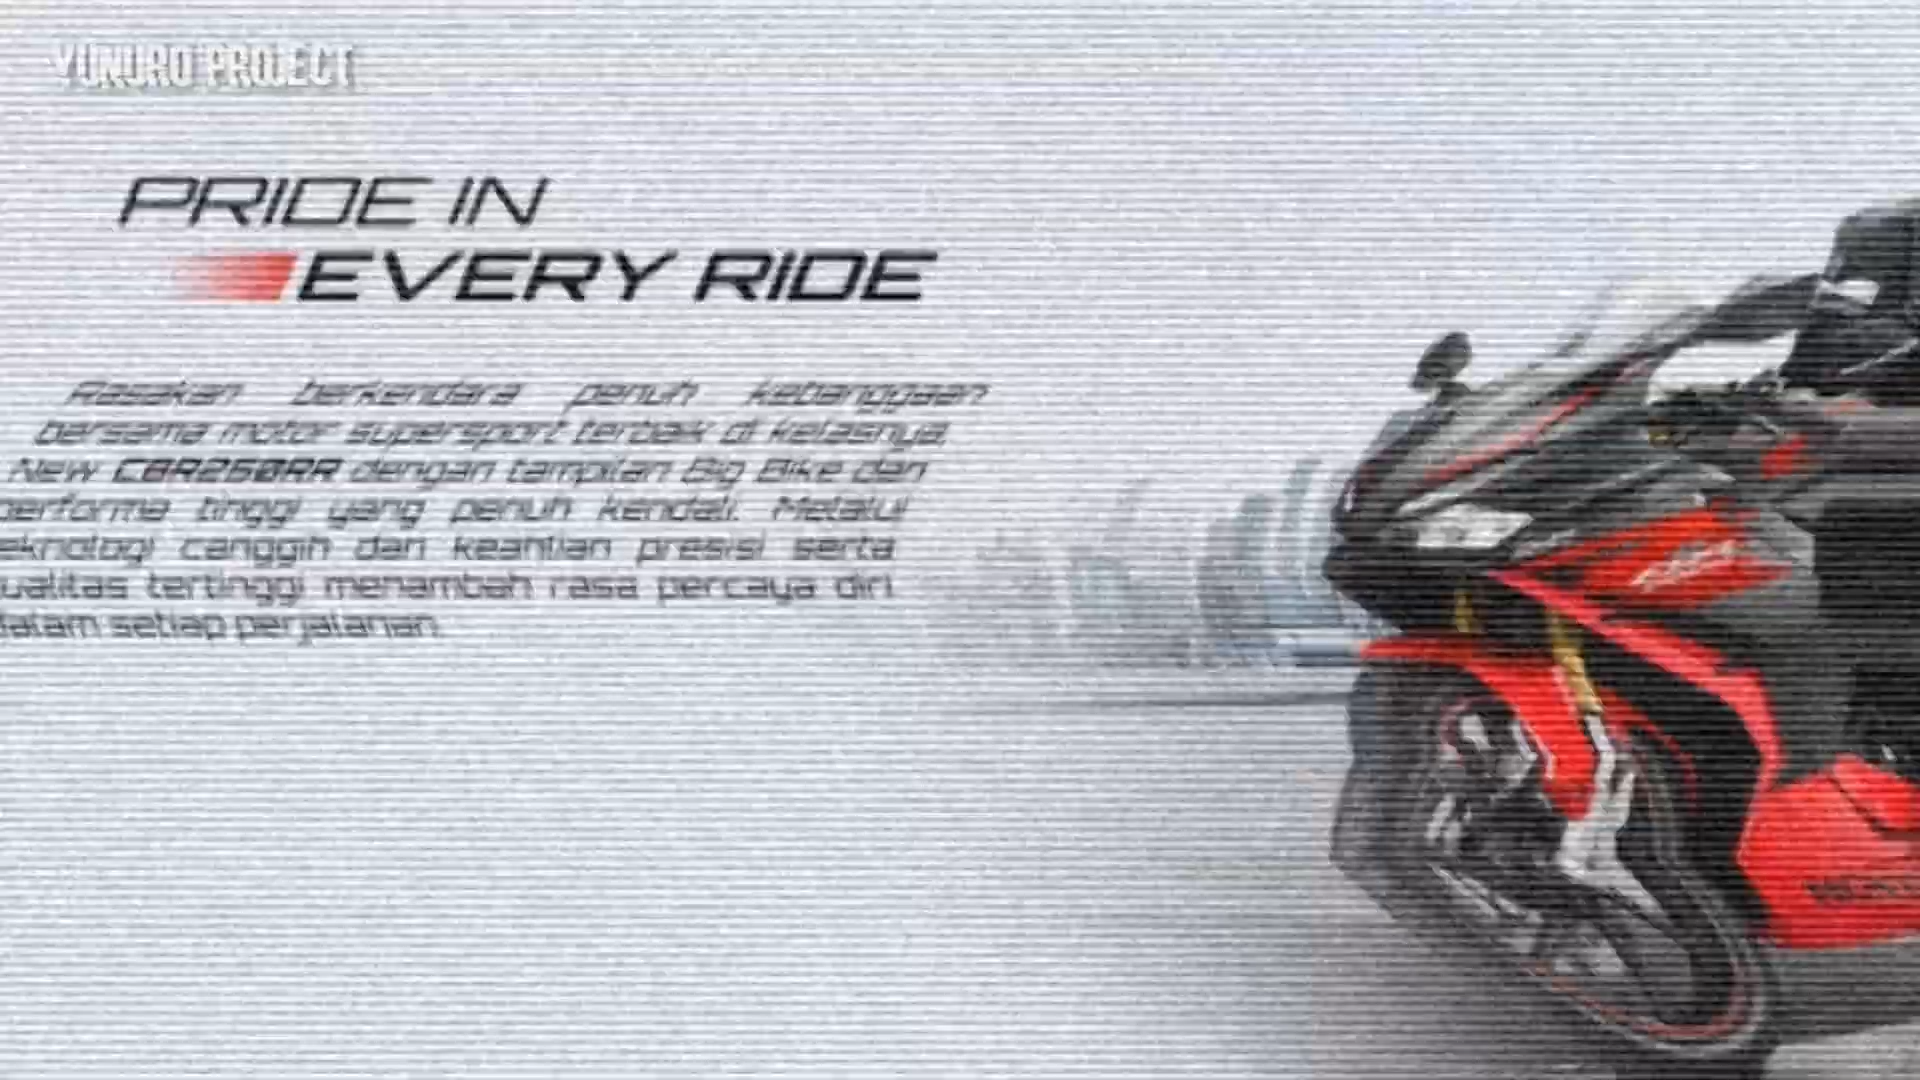 YUNURO PROJECT
PRIDE IN
EVERY RIDE
Rasakan berkendara penuh kebanggaan
bersama motor supersport terbaik di kelasnya,
New CBR250RR dengan tampilan Big Bike dan
performa tinggi yang penuh kendali. Melalui
eknologi canggih dan keahlian presisi serta
ualitas tertinggi menambah rasa percaya diri
dalam setiap perjalanan.